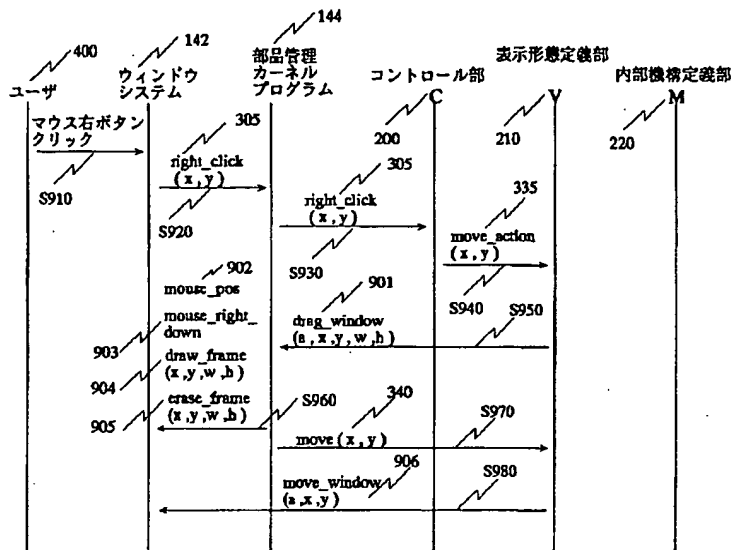 400
ユーザ
142
ウィンドウ
システム
144
部品管理
カーネル
プログラム
コントロール部
C
200
表示形態定義部
V
210
内部機構定義部
M
220
マウス右ボタン
クリック
S910
305
right_click
(x,y)
S920
305
right_click
(x,y)
S930
335
move_action
(x,y)
S940
902
mouse_pos
901
drag_window
(a,x,y,w,h)
S950
903
mouse_right_
down
904
draw_frame
(x,y,w,h)
905
erase_frame
(x,y,w,h)
S960
340
move(x,y)
S970
906
move_window
(a,x,y)
S980